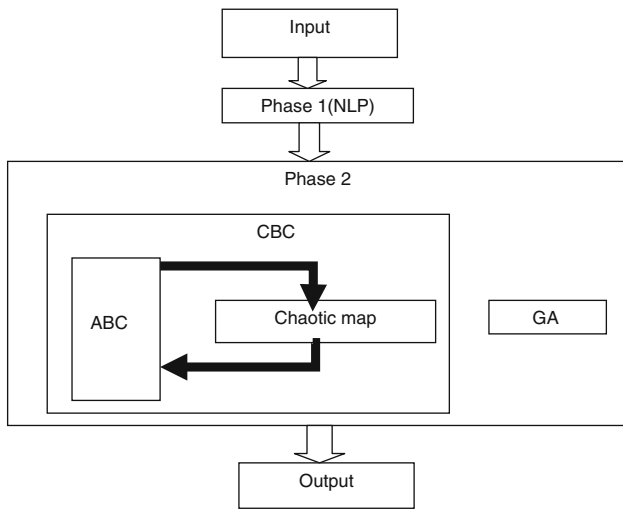 Input
Phase 1(NLP)
Phase 2
CBC
ABC
Chaotic map
GA
Output